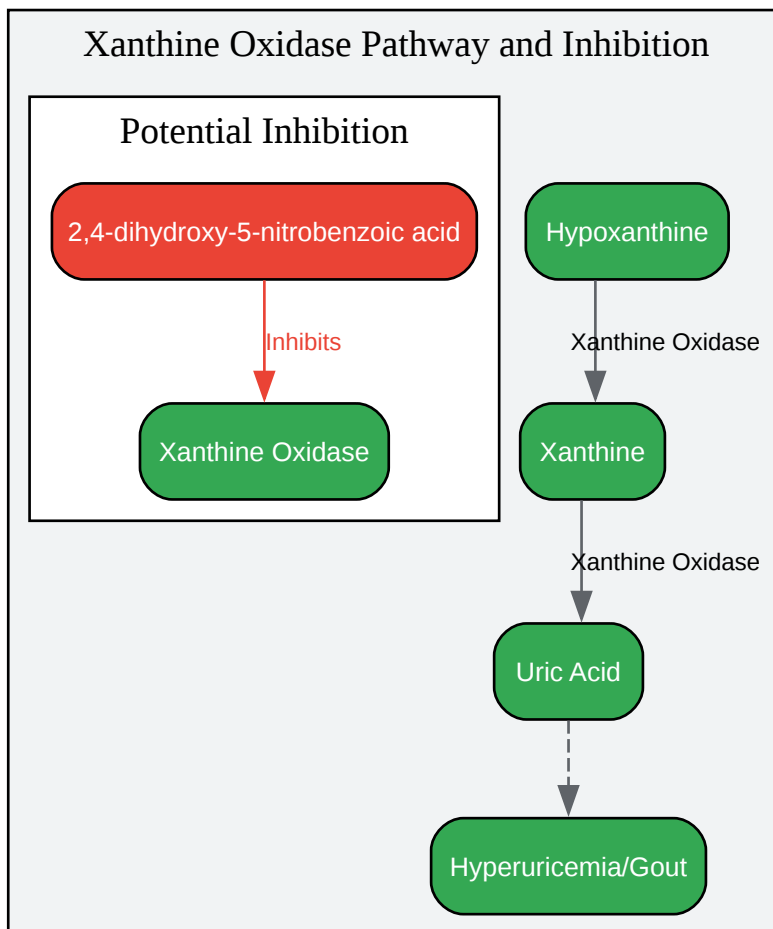 Xanthine Oxidase Pathway and Inhibition
Potential Inhibition
2,4-dihydroxy-5-nitrobenzoic acid
Inhibits
Xanthine Oxidase
Hypoxanthine
Xanthine Oxidase
Xanthine
Xanthine Oxidase
Uric Acid
Hyperuricemia/Gout